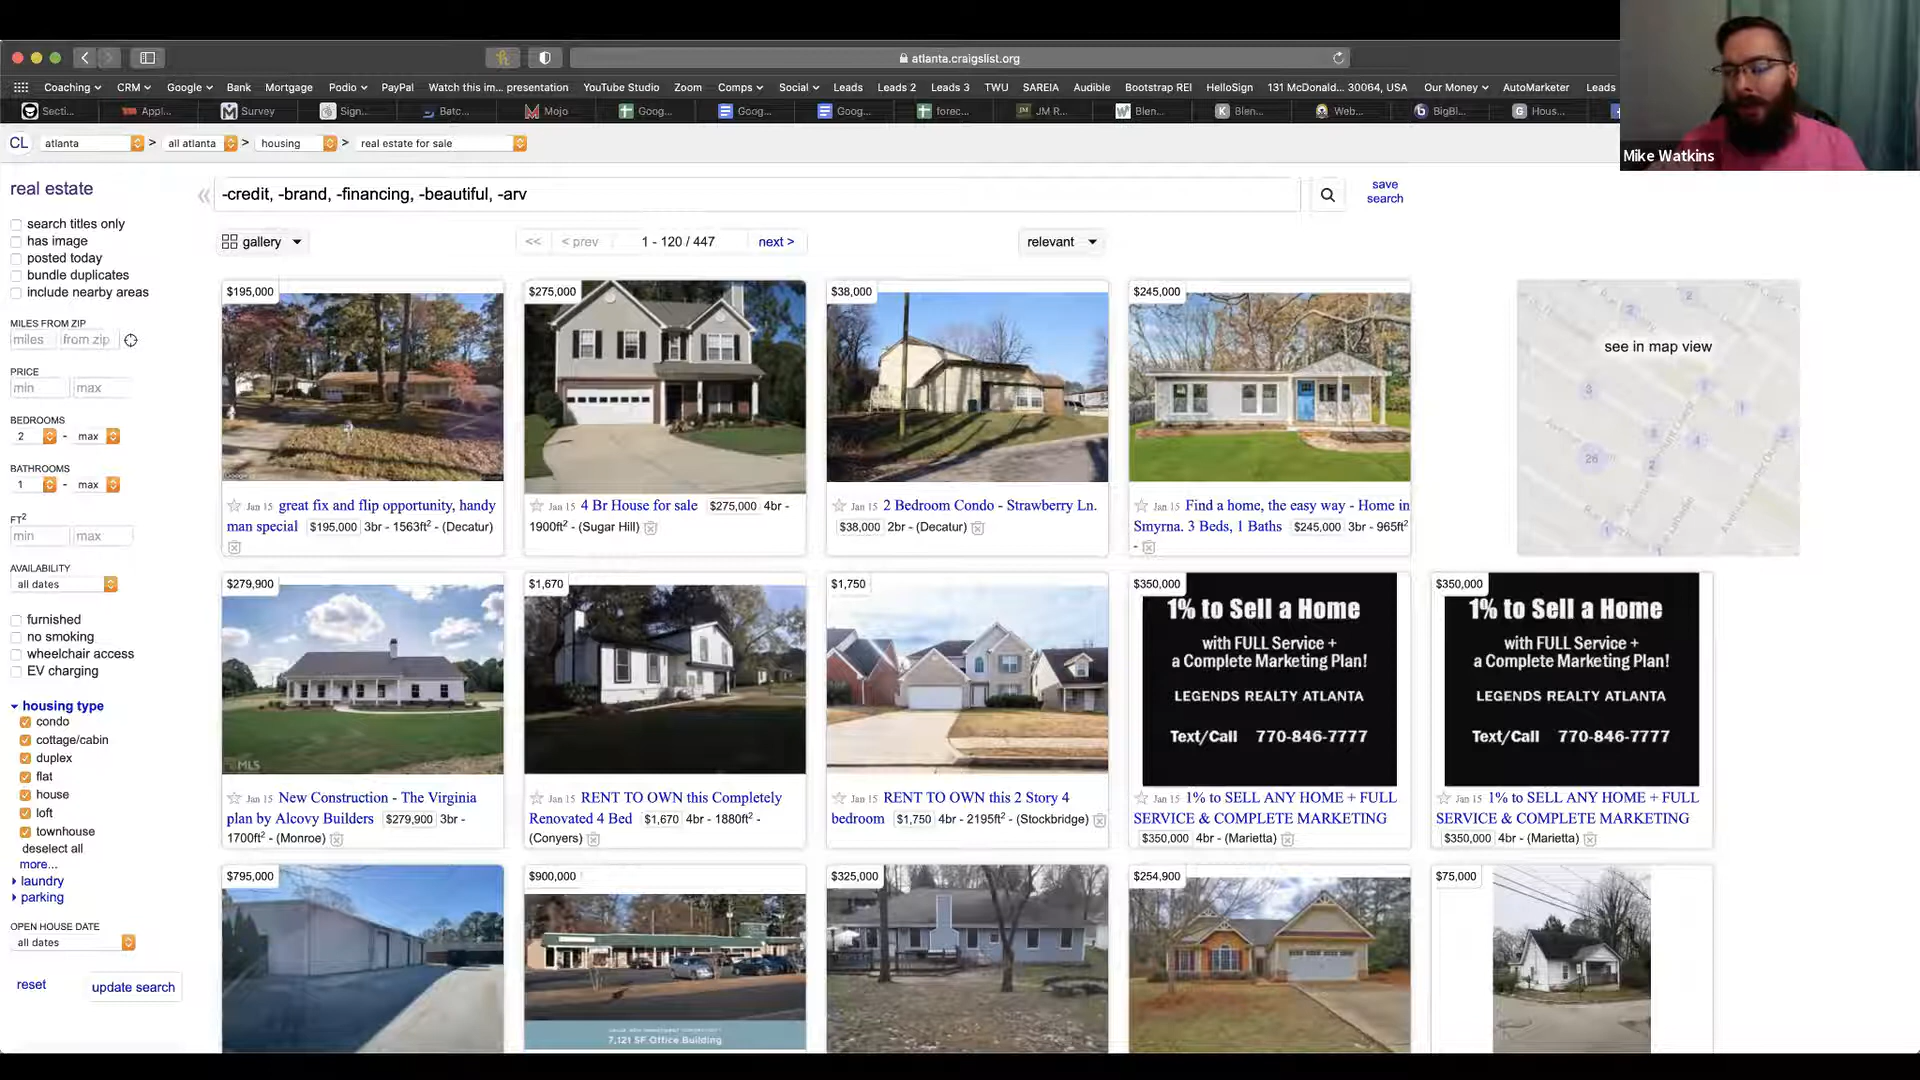 atlanta.craigslist.org
Coaching CRM Google Bank Mortgage Podio PayPal Watch this im... presentation YouTube Studio Zoom Comps Social Leads Leads 2 Leads 3 TWU SAREIA Audible Bootstrap REI HelloSign 131 McDonald... 30064, USA Our Money AutoMarketer Leads
Secti... Appl... Survey Sign... Batc... Mojo Goog... Goog... Goog... forec... JM R... Blen... Blen... Web... BigBl... Hous...
Mike Watkins
CL atlanta > all atlanta > housing > real estate for sale
real estate
-credit, -brand, -financing, -beautiful, -arv
save
search
gallery << < prev 1 - 120 / 447 next > relevant
search titles only
has image
posted today
bundle duplicates
include nearby areas
MILES FROM ZIP
miles from zip
PRICE
min max
BEDROOMS
2 - max
BATHROOMS
1 - max
FT2
min max
AVAILABILITY
all dates
furnished
no smoking
wheelchair access
EV charging
housing type
condo
cottage/cabin
duplex
flat
house
loft
townhouse
deselect all
more...
laundry
parking
OPEN HOUSE DATE
all dates
reset update search
$195,000
Jan 15 great fix and flip opportunity, handy
man special $195,000 3br - 1563ft2 - (Decatur)
$275,000
Jan 15 4 Br House for sale $275,000 4br -
1900ft2 - (Sugar Hill)
$38,000
Jan 15 2 Bedroom Condo - Strawberry Ln.
$38,000 2br - (Decatur)
$245,000
Jan 15 Find a home, the easy way - Home in
Smyrna. 3 Beds, 1 Baths $245,000 3br - 965ft2
-
see in map view
$279,900
MLS
Jan 15 New Construction - The Virginia
plan by Alcovy Builders $279,900 3br -
1700ft2 - (Monroe)
$1,670
Jan 15 RENT TO OWN this Completely
Renovated 4 Bed $1,670 4br - 1880ft2 -
(Conyers)
$1,750
Jan 15 RENT TO OWN this 2 Story 4
bedroom $1,750 4br - 2195ft2 - (Stockbridge)
$350,000
1% to Sell a Home
with FULL Service +
a Complete Marketing Plan!
LEGENDS REALTY ATLANTA
Text/Call 770-846-7777
Jan 15 1% to SELL ANY HOME + FULL
SERVICE & COMPLETE MARKETING
$350,000 4br - (Marietta)
$350,000
1% to Sell a Home
with FULL Service +
a Complete Marketing Plan!
LEGENDS REALTY ATLANTA
Text/Call 770-846-7777
Jan 15 1% to SELL ANY HOME + FULL
SERVICE & COMPLETE MARKETING
$350,000 4br - (Marietta)
$795,000
$900,000
7,121 SF Office Building
$325,000
$254,900
$75,000